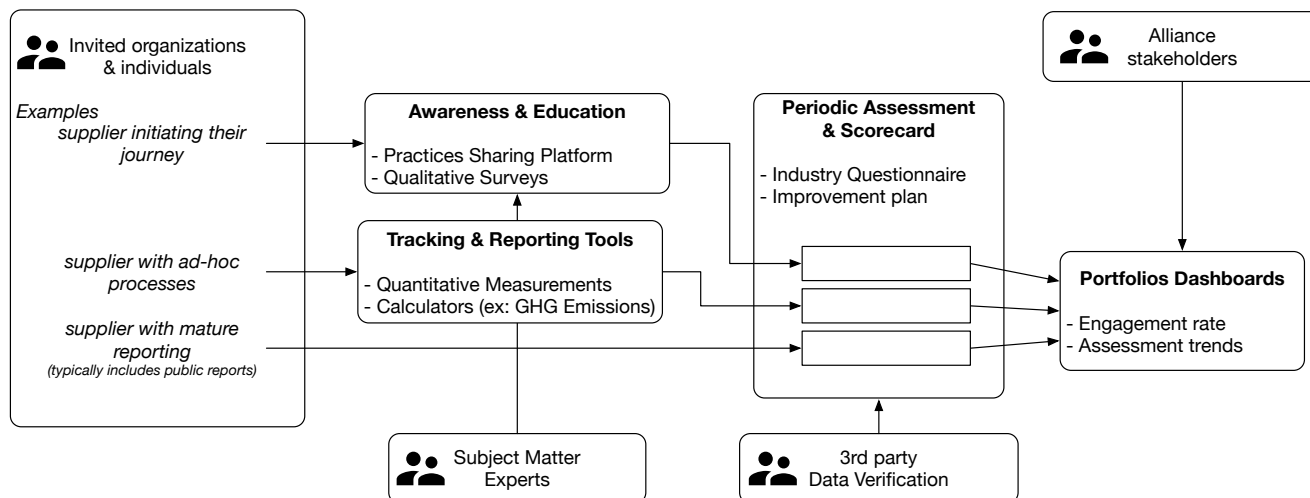 Invited organizations
& individuals
Examples
supplier initiating their
journey
supplier with ad-hoc
processes
supplier with mature
reporting
(typically includes public reports)
Awareness & Education
- Practices Sharing Platform
- Qualitative Surveys
Tracking & Reporting Tools
- Quantitative Measurements
- Calculators (ex: GHG Emissions)
Subject Matter
Experts
Periodic Assessment
& Scorecard
- Industry Questionnaire
- Improvement plan
3rd party
Data Verification
Alliance
stakeholders
Portfolios Dashboards
- Engagement rate
- Assessment trends